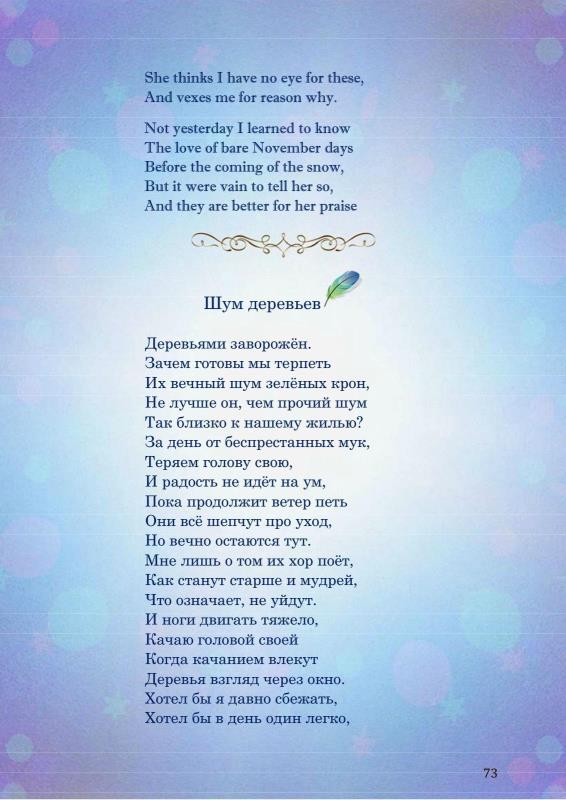 She thinks I have no eye for these,
And vexes me for reason why.
Not yesterday I learned to know
The love of bare November days
Before the coming of the snow,
But it were vain to tell her so,
And they are better for her praise
Шум деревьев
Деревьями заворожён.
Зачем готовы мы терпеть
Их вечный шум зелёных крон,
Не лучше он, чем прочий шум
Так близко к нашему жилью?
За день от беспрестанных мук,
Теряем голову свою,
И радость не идёт на ум,
Пока продолжит ветер петь
Они всё шепчут про уход,
Но вечно остаются тут.
Мне лишь о том их хор поёт,
Как станут старше и мудрей,
Что означает, не уйдут.
И ноги двигать тяжело,
Качаю головой своей
Когда качанием влекут
Деревья взгляд через окно.
Хотел бы я давно сбежать,
Хотел бы в день один легко,
73